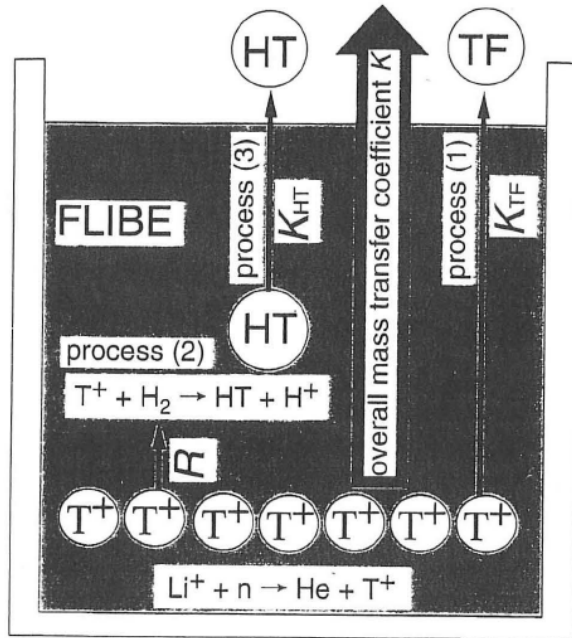 HT
TF
process (3)
K_HT
overall mass transfer coefficient K
process (1)
K_TF
FLIBE
HT
process (2)
T⁺ + H₂ → HT + H⁺
R
T⁺ T⁺ T⁺ T⁺ T⁺ T⁺ T⁺
Li⁺ + n → He + T⁺